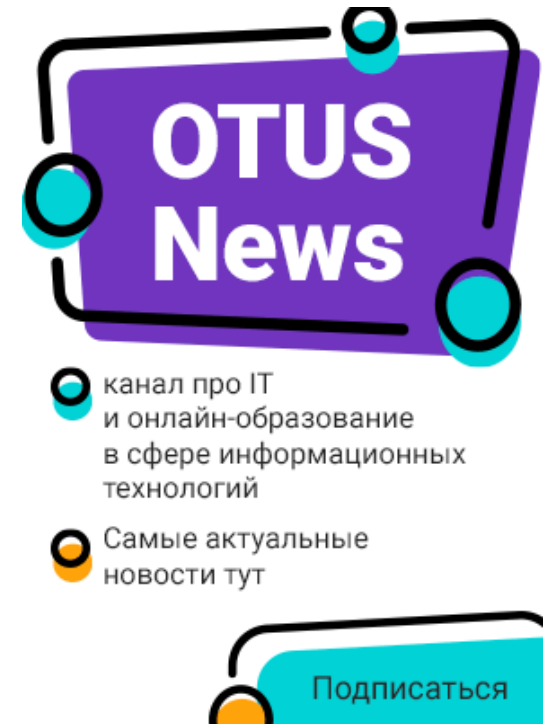 OTUS
News
канал про IT
и онлайн-образование
в сфере информационных
технологий
Самые актуальные
новости тут
Подписаться